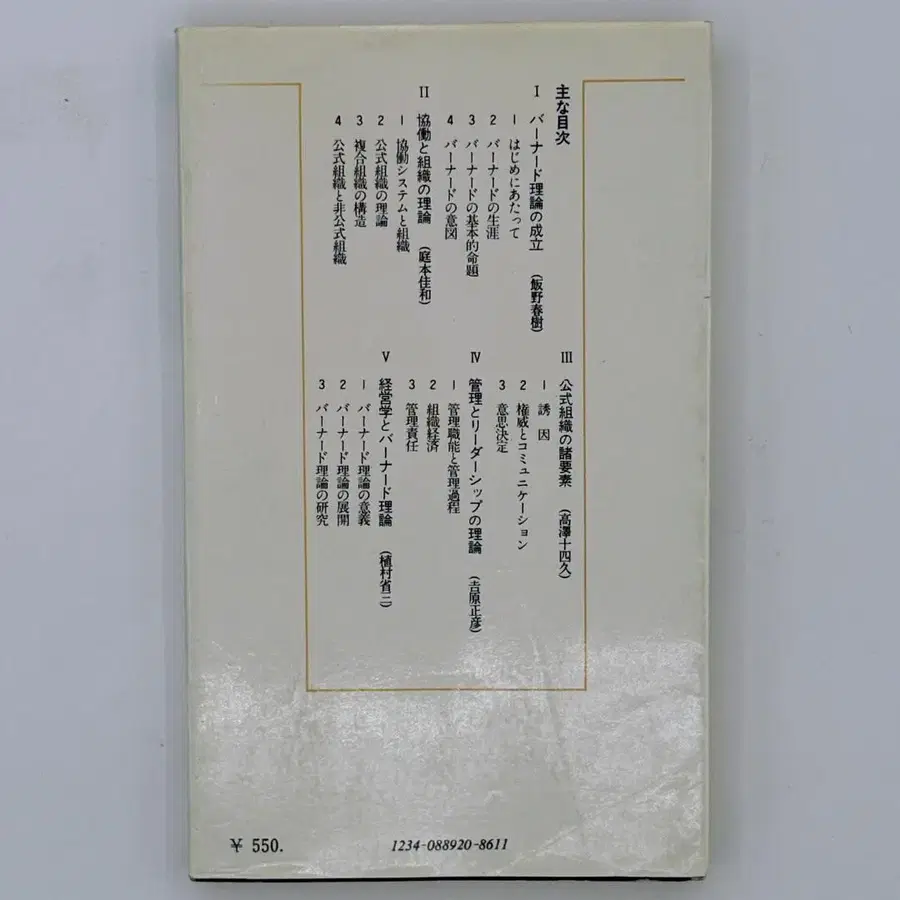 主な目次
I バーナード理論の成立 (飯野春樹)
1 はじめにあたって
2 バーナードの生涯
3 バーナードの基本的命題
4 バーナードの意図
II 協働と組織の理論 (庭本佳和)
1 協働システムと組織
2 公式組織の理論
3 複合組織の構造
4 公式組織と非公式組織
III 公式組織の諸要素 (高澤十四久)
1 誘因
2 権威とコミュニケーション
3 意思決定
IV 管理とリーダーシップの理論 (吉原正彦)
1 管理職能と管理過程
2 組織経済
3 管理責任
V 経営学とバーナード理論 (植村省三)
1 バーナード理論の意義
2 バーナード理論の展開
3 バーナード理論の研究
¥ 550.
1234-088920-8611